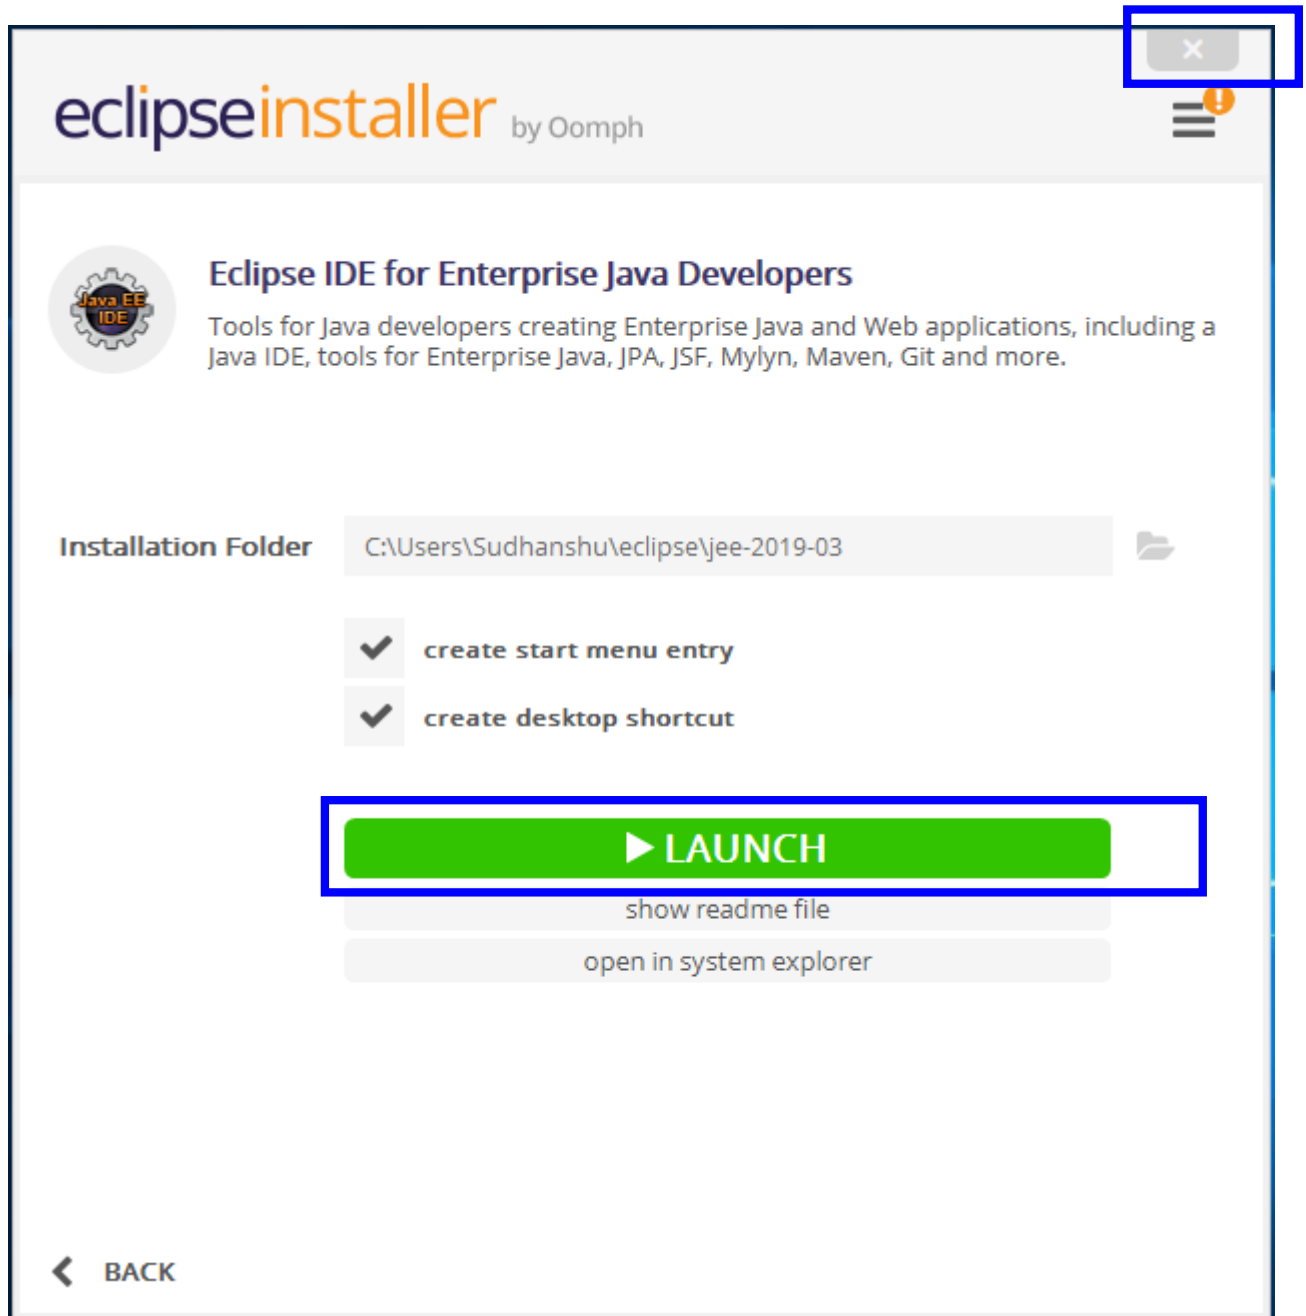 eclipseinstaller by Oomph
!
Java EE
IDE
Eclipse IDE for Enterprise Java Developers
Tools for Java developers creating Enterprise Java and Web applications, including a
Java IDE, tools for Enterprise Java, JPA, JSF, Mylyn, Maven, Git and more.
Installation Folder C:\Users\Sudhanshu\eclipse\jee-2019-03
create start menu entry
create desktop shortcut
LAUNCH
show readme file
open in system explorer
BACK